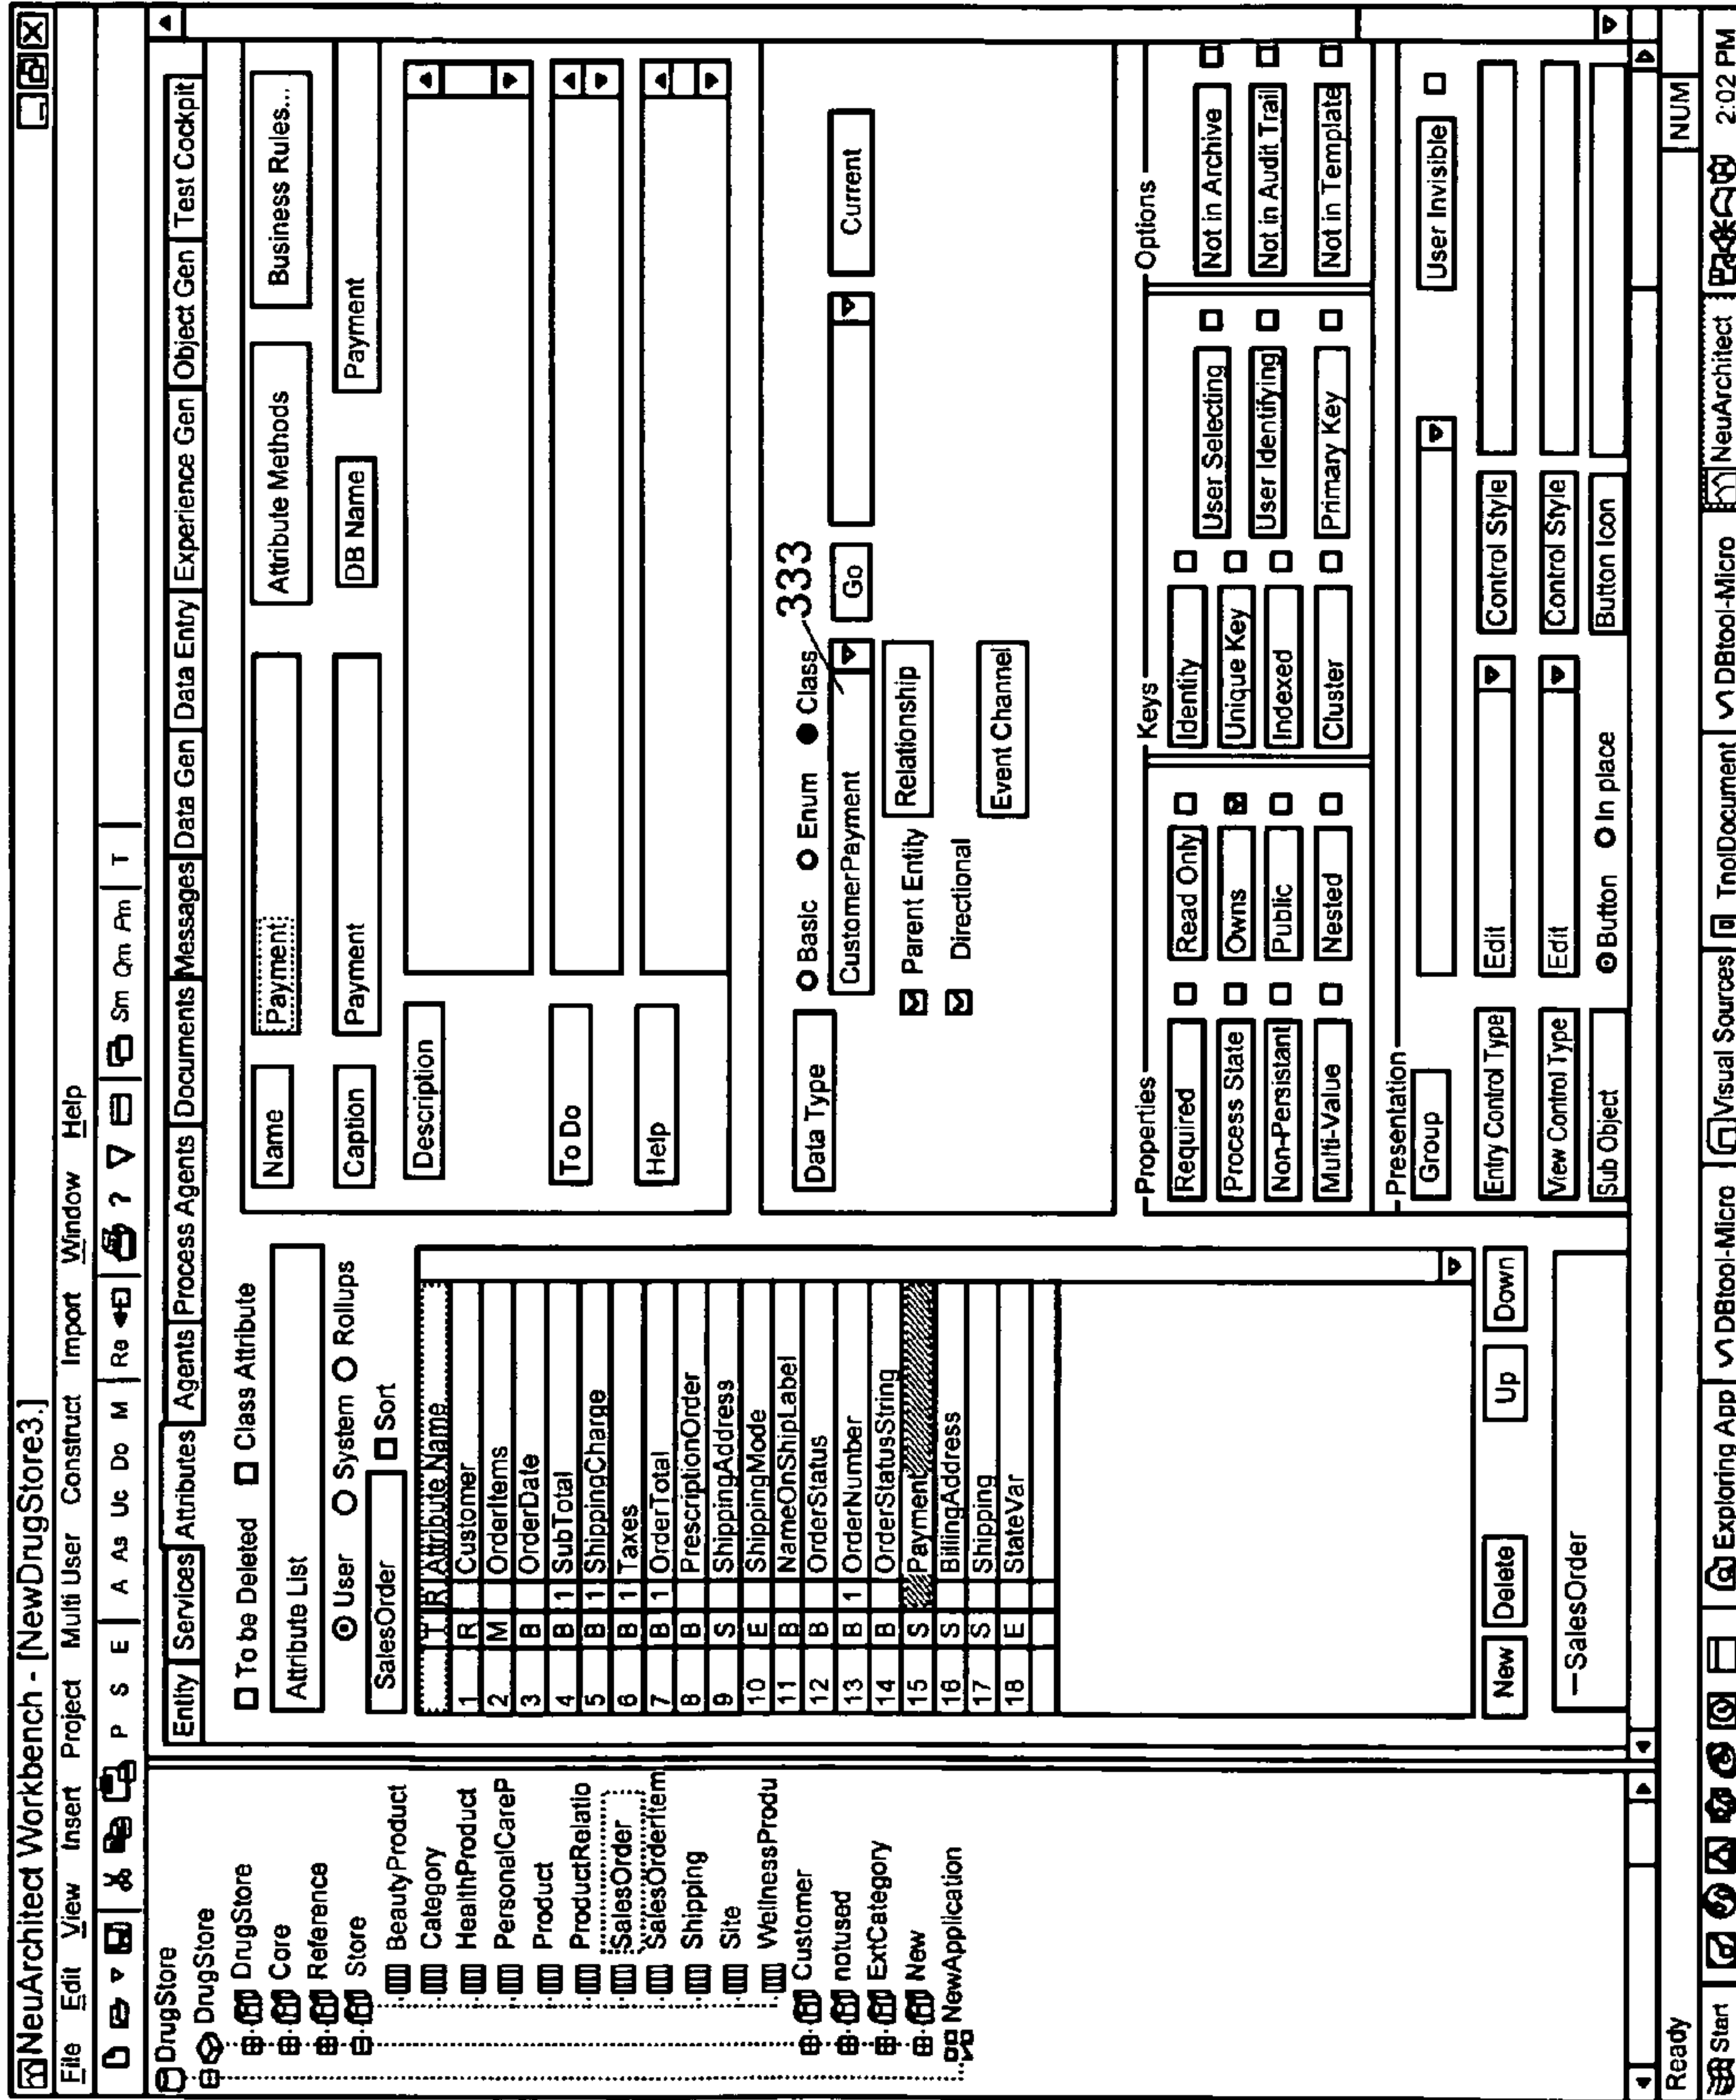 NeuArchitect Workbench - [NewDrugStore3.]
File Edit View Insert Project Multi User Construct Import Window Help
P S E A As Uc Do M Re ? Sm Qm Pm T
DrugStore
DrugStore
DrugStore
Core
Reference
Store
BeautyProduct
Category
HealthProduct
PersonalCareP
Product
ProductRelatio
SalesOrder
SalesOrderItem
Shipping
Site
WellnessProdu
Customer
notused
ExtCategory
New
NewApplication
Entity Services Attributes Agents Process Agents Documents Messages Data Gen Data Entry Experience Gen Object Gen Test Cockpit
To be Deleted Class Attribute
Attribute List
User System Rollups
SalesOrder Sort
T R Attribute Name
1 R Customer
2 M OrderItems
3 B OrderDate
4 B 1 SubTotal
5 B 1 ShippingCharge
6 B 1 Taxes
7 B 1 OrderTotal
8 B PrescriptionOrder
9 S ShippingAddress
10 E ShippingMode
11 B NameOnShipLabel
12 B OrderStatus
13 B 1 OrderNumber
14 B OrderStatusString
15 S Payment
16 S BillingAddress
17 S Shipping
18 E StateVar
New Delete Up Down
—SalesOrder
Name Payment Attribute Methods Business Rules...
Caption Payment DB Name Payment
Description
To Do
Help
Data Type Basic Enum Class 333
CustomerPayment Go Current
Parent Entity Relationship
Directional
Event Channel
Properties Keys Options
Required Read Only Identity User Selecting Not in Archive
Process State Owns Unique Key User Identifying Not in Audit Trail
Non-Persistant Public Indexed Primary Key Not in Template
Multi-Value Nested Cluster
Presentation
Group User Invisible
Entry Control Type Edit Control Style
View Control Type Edit Control Style
Sub Object Button In place Button Icon
Ready NUM
Start Exploring App DBtool-Micro Visual Sources TnolDocument DBtool-Micro NeuArchitect 2:02 PM